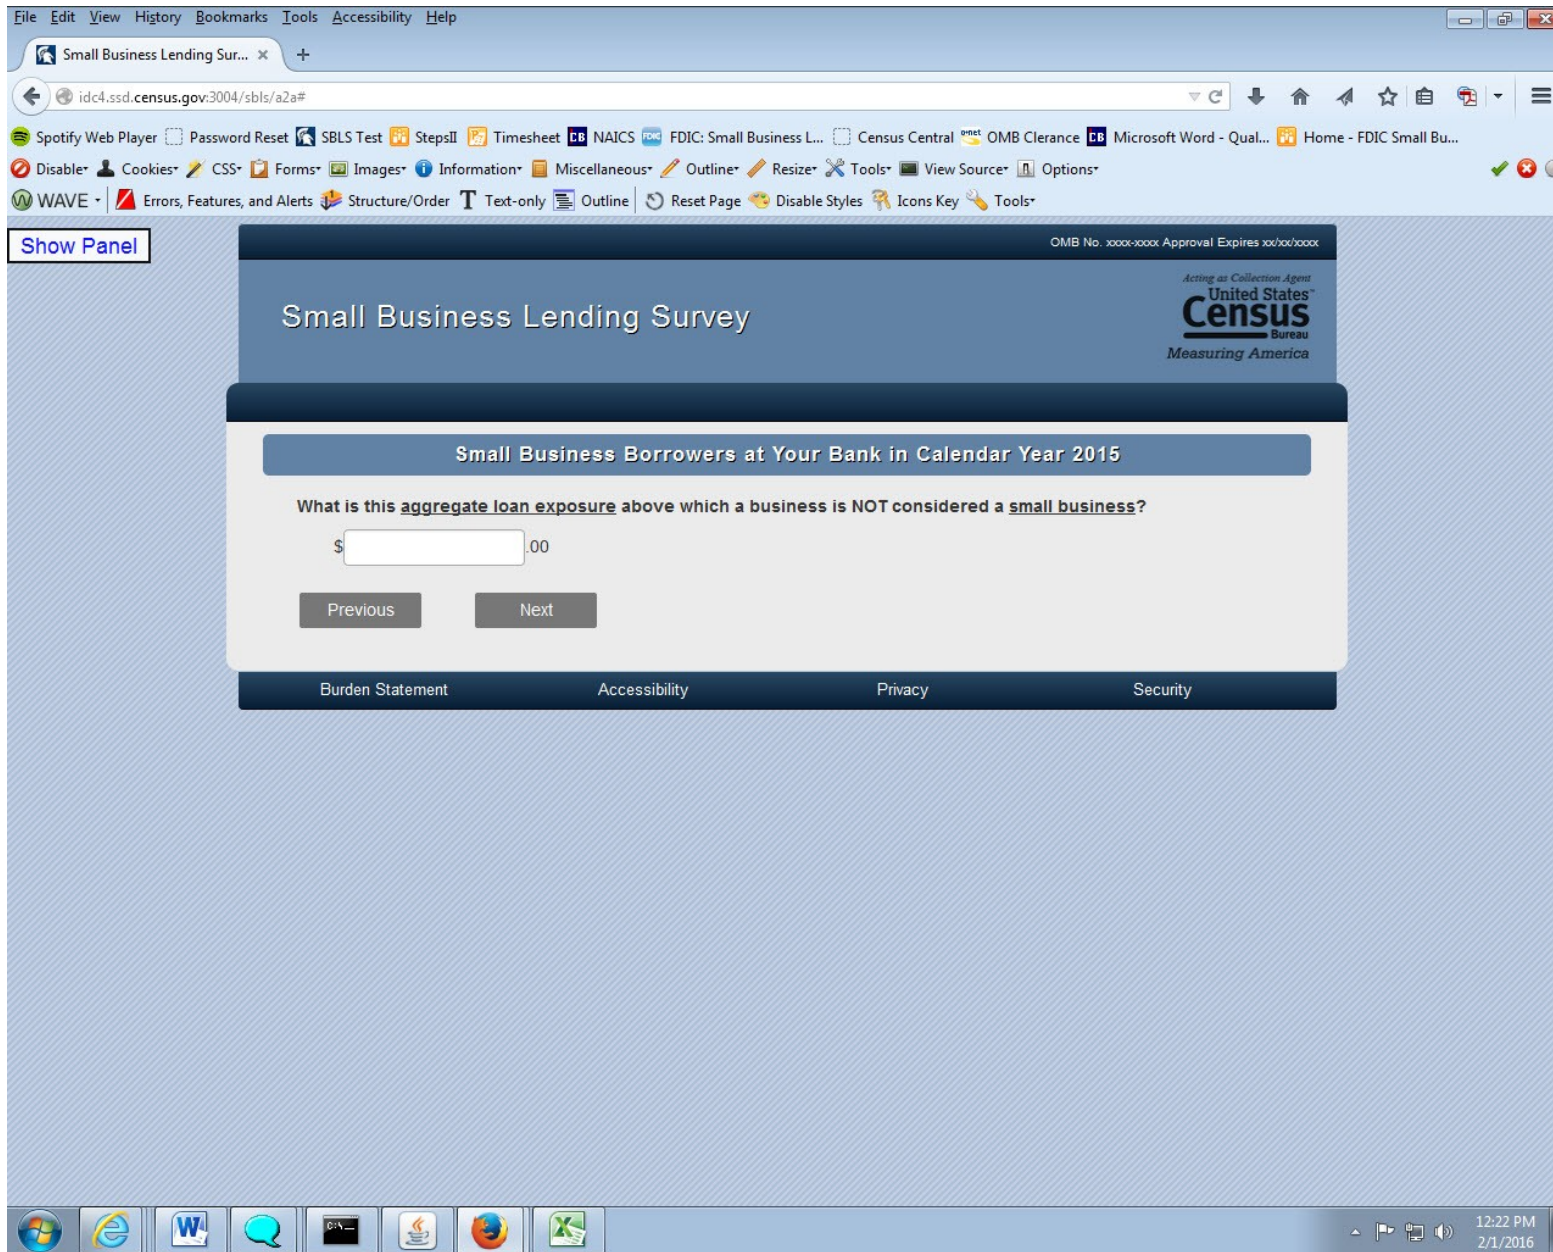 File Edit View History Bookmarks Tools Accessibility Help
Small Business Lending Sur... × +
idc4.ssd.census.gov:3004/sbls/a2a#
Spotify Web Player Password Reset SBLS Test StepsII Timesheet CB NAICS FDIC FDIC: Small Business L... Census Central OMB Clerance CB Microsoft Word - Qual... Home - FDIC Small Bu...
Disable Cookies CSS Forms Images Information Miscellaneous Outline Resize Tools View Source Options
WAVE Errors, Features, and Alerts Structure/Order T Text-only Outline Reset Page Disable Styles Icons Key Tools
Show Panel
OMB No. xxxx-xxxx Approval Expires xx/xx/xxxx
Small Business Lending Survey
Acting as Collection Agent
United States™
Census
Bureau
Measuring America
Small Business Borrowers at Your Bank in Calendar Year 2015
What is this aggregate loan exposure above which a business is NOT considered a small business?
$ .00
Previous Next
Burden Statement Accessibility Privacy Security
12:22 PM
2/1/2016